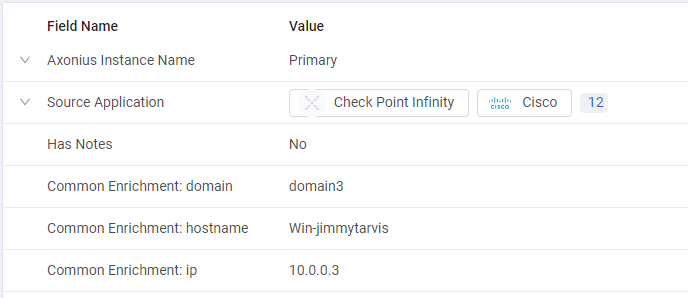 Field Name Value
Axonius Instance Name Primary
Source Application Check Point Infinity CISCO Cisco 12
Has Notes No
Common Enrichment: domain domain3
Common Enrichment: hostname Win-jimmytarvis
Common Enrichment: ip 10.0.0.3